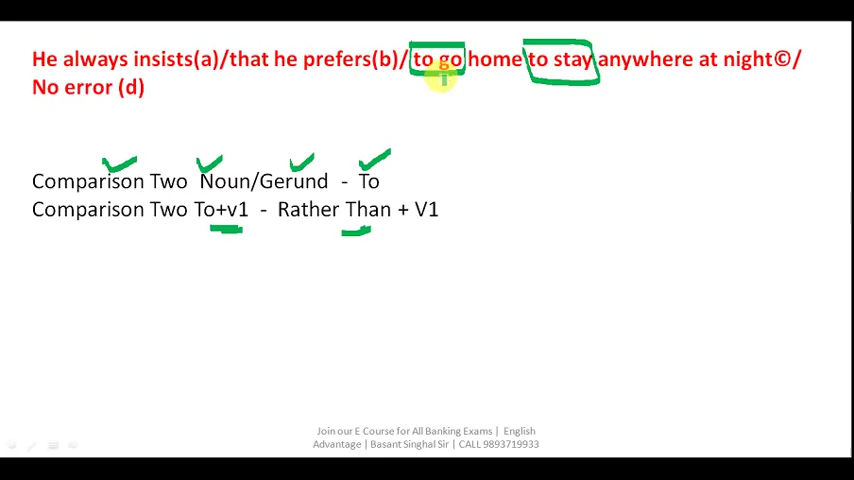 He always insists(a)/that he prefers(b)/ to go home to stay anywhere at night©/
No error (d)
Comparison Two Noun/Gerund - To
Comparison Two To+v1 - Rather Than + V1
Join our E Course for All Banking Exams | English
Advantage | Basant Singhal Sir | CALL 9893719933